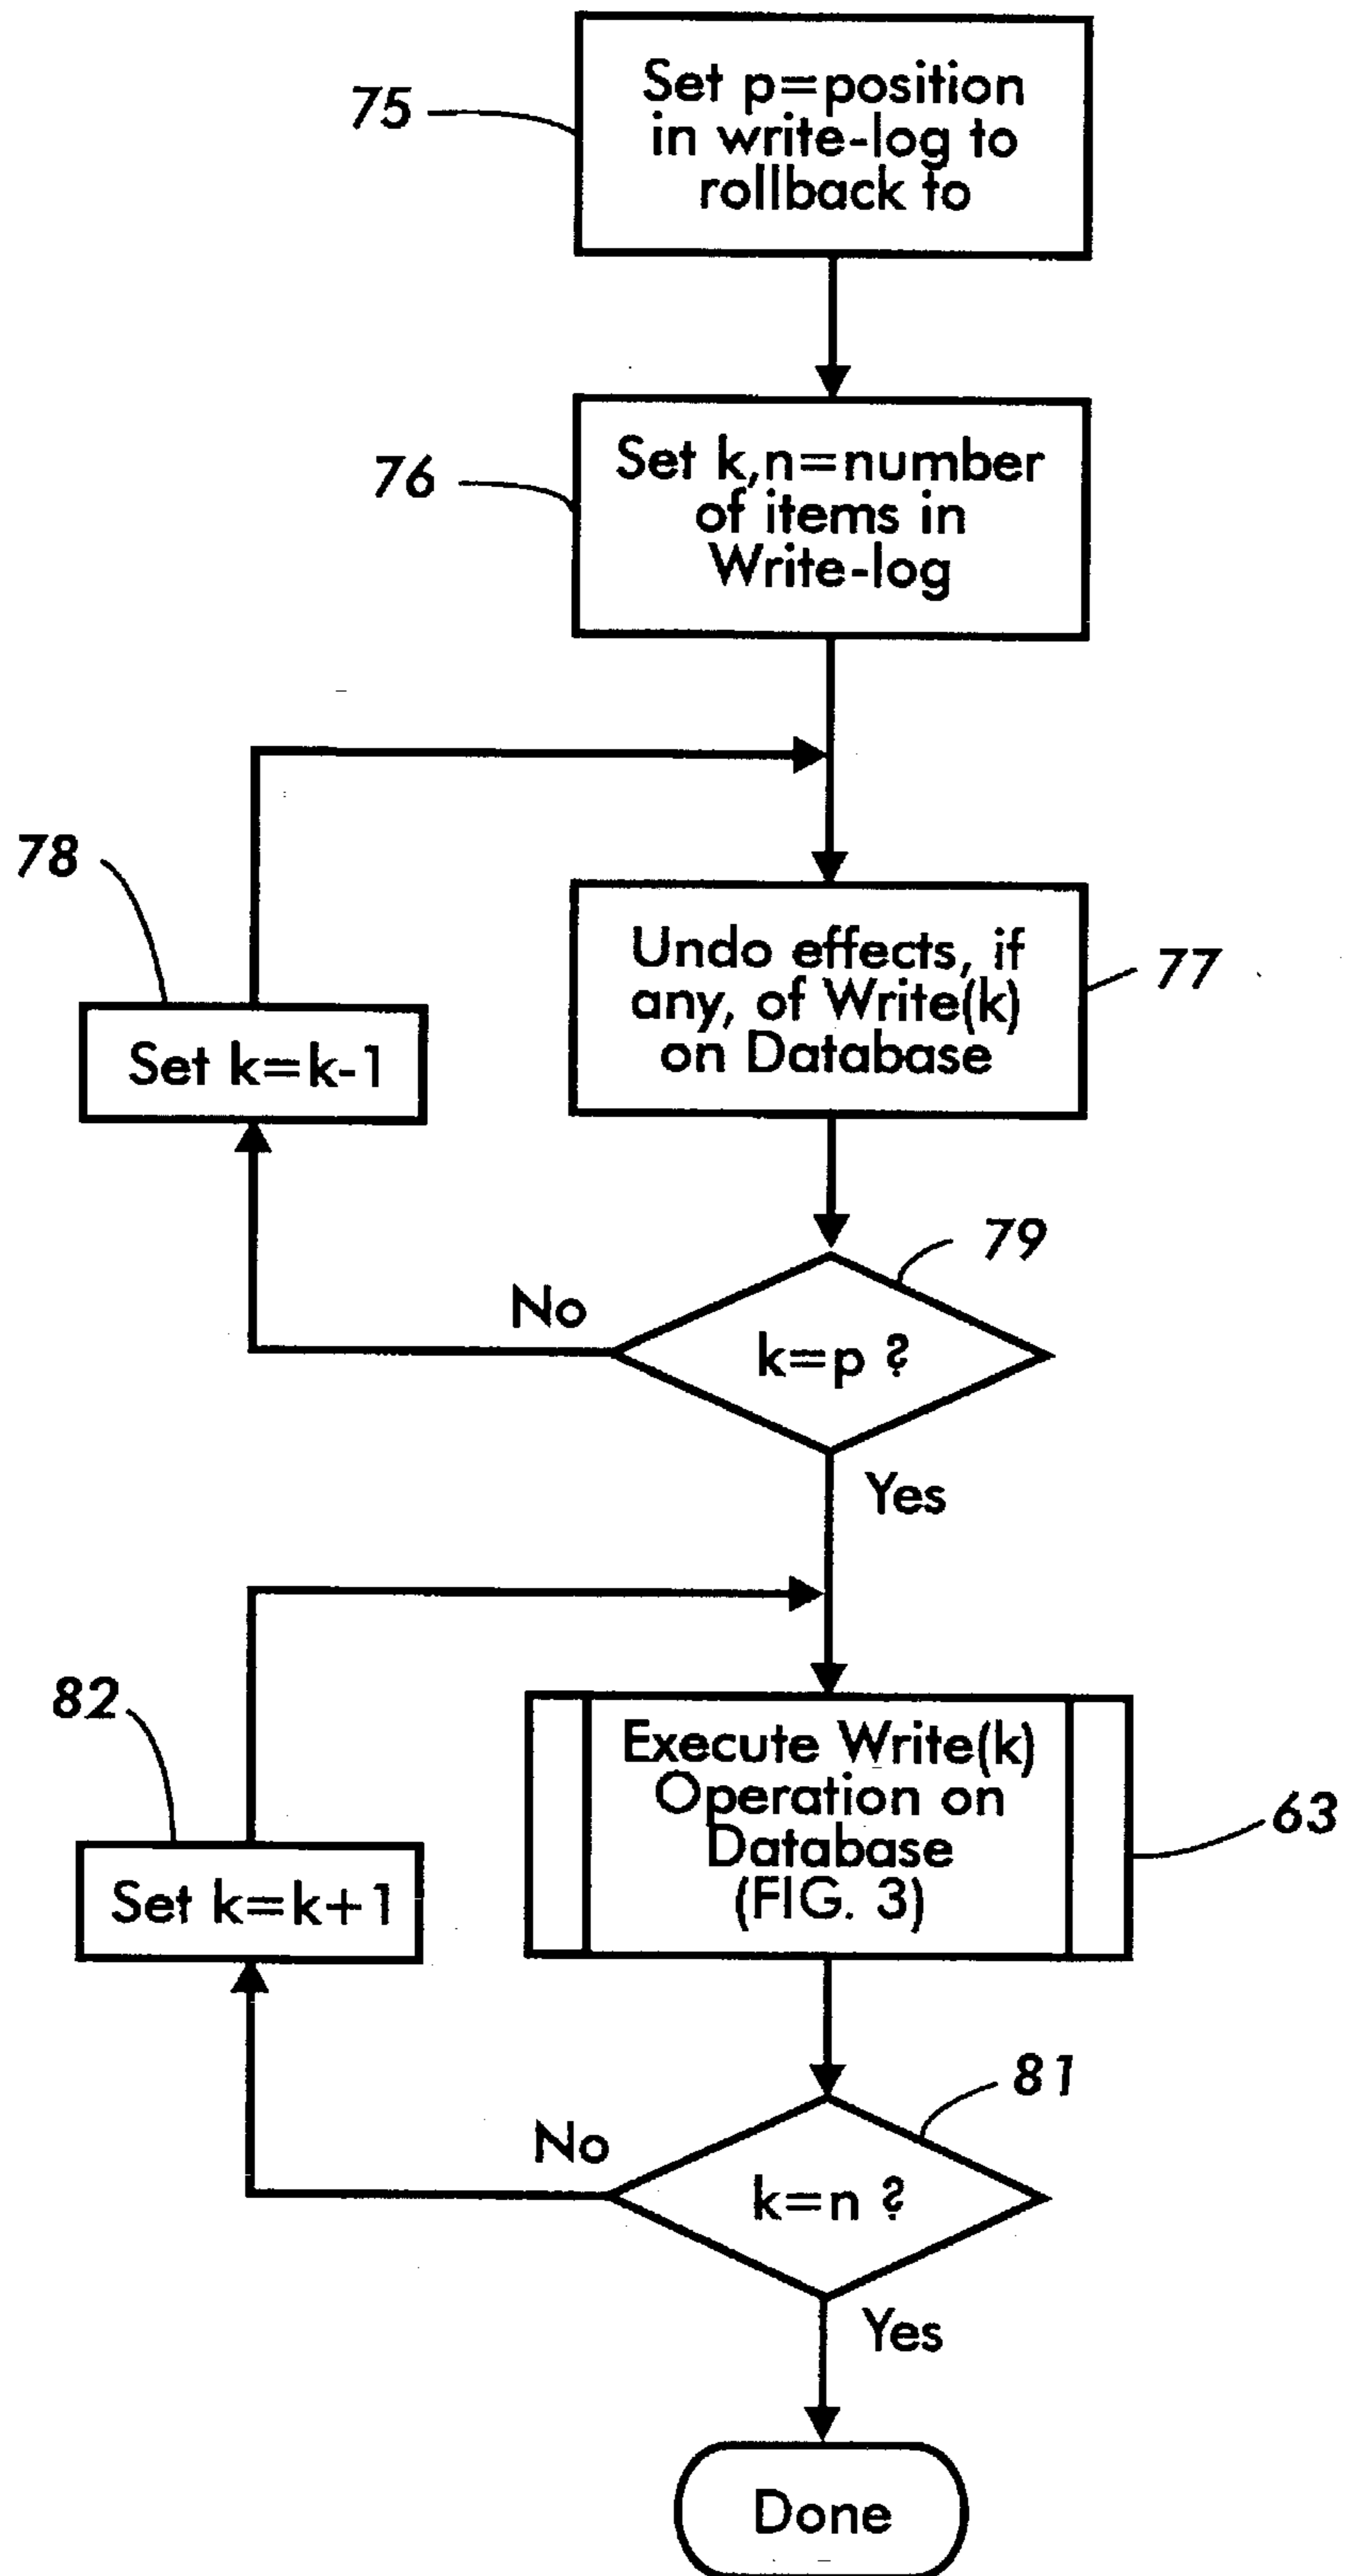 75
Set p=position
in write-log to
rollback to
76
Set k,n=number
of items in
Write-log
78
Undo effects, if
any, of Write(k)
on Database
77
Set k=k-1
79
No
k=p ?
Yes
82
Execute Write(k)
Operation on
Database
(FIG. 3)
63
Set k=k+1
81
No
k=n ?
Yes
Done